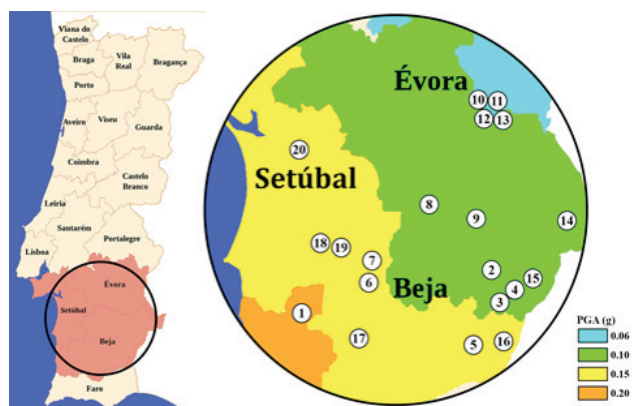 Viana do
Castelo
Braga
Vila
Real
Bragança
Porto
Aveiro
Viseu
Guarda
Coimbra
Castelo
Branco
Leiria
Santarém
Lisboa
Portalegre
Évora
Setúbal
Beja
Faro
Évora
10 11
12 13
20
Setúbal
8
9
14
18
19
7
2
6
Beja
15
4
3
1
17
5
16
PGA (g)
0.06
0.10
0.15
0.20